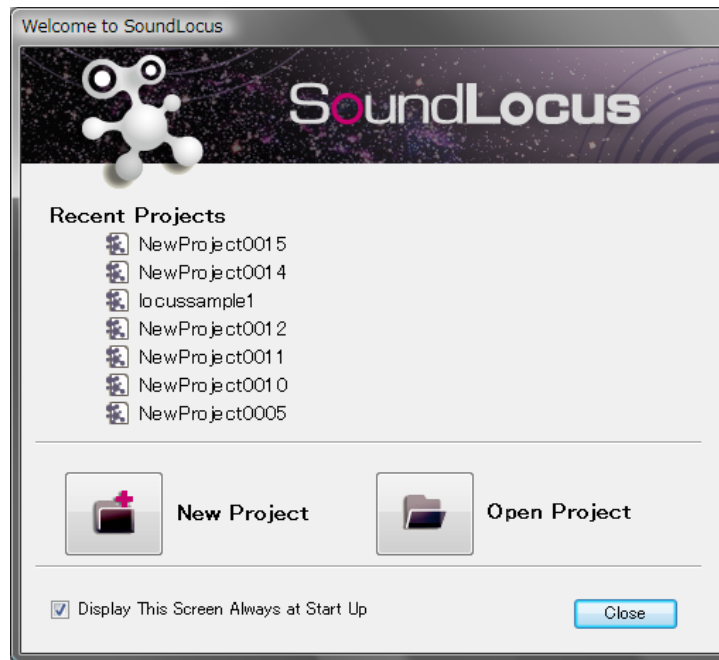 Welcome to SoundLocus
SoundLocus
Recent Projects
NewProject0015
NewProject0014
locussample1
NewProject0012
NewProject0011
NewProject0010
NewProject0005
New Project
Open Project
Display This Screen Always at Start Up
Close